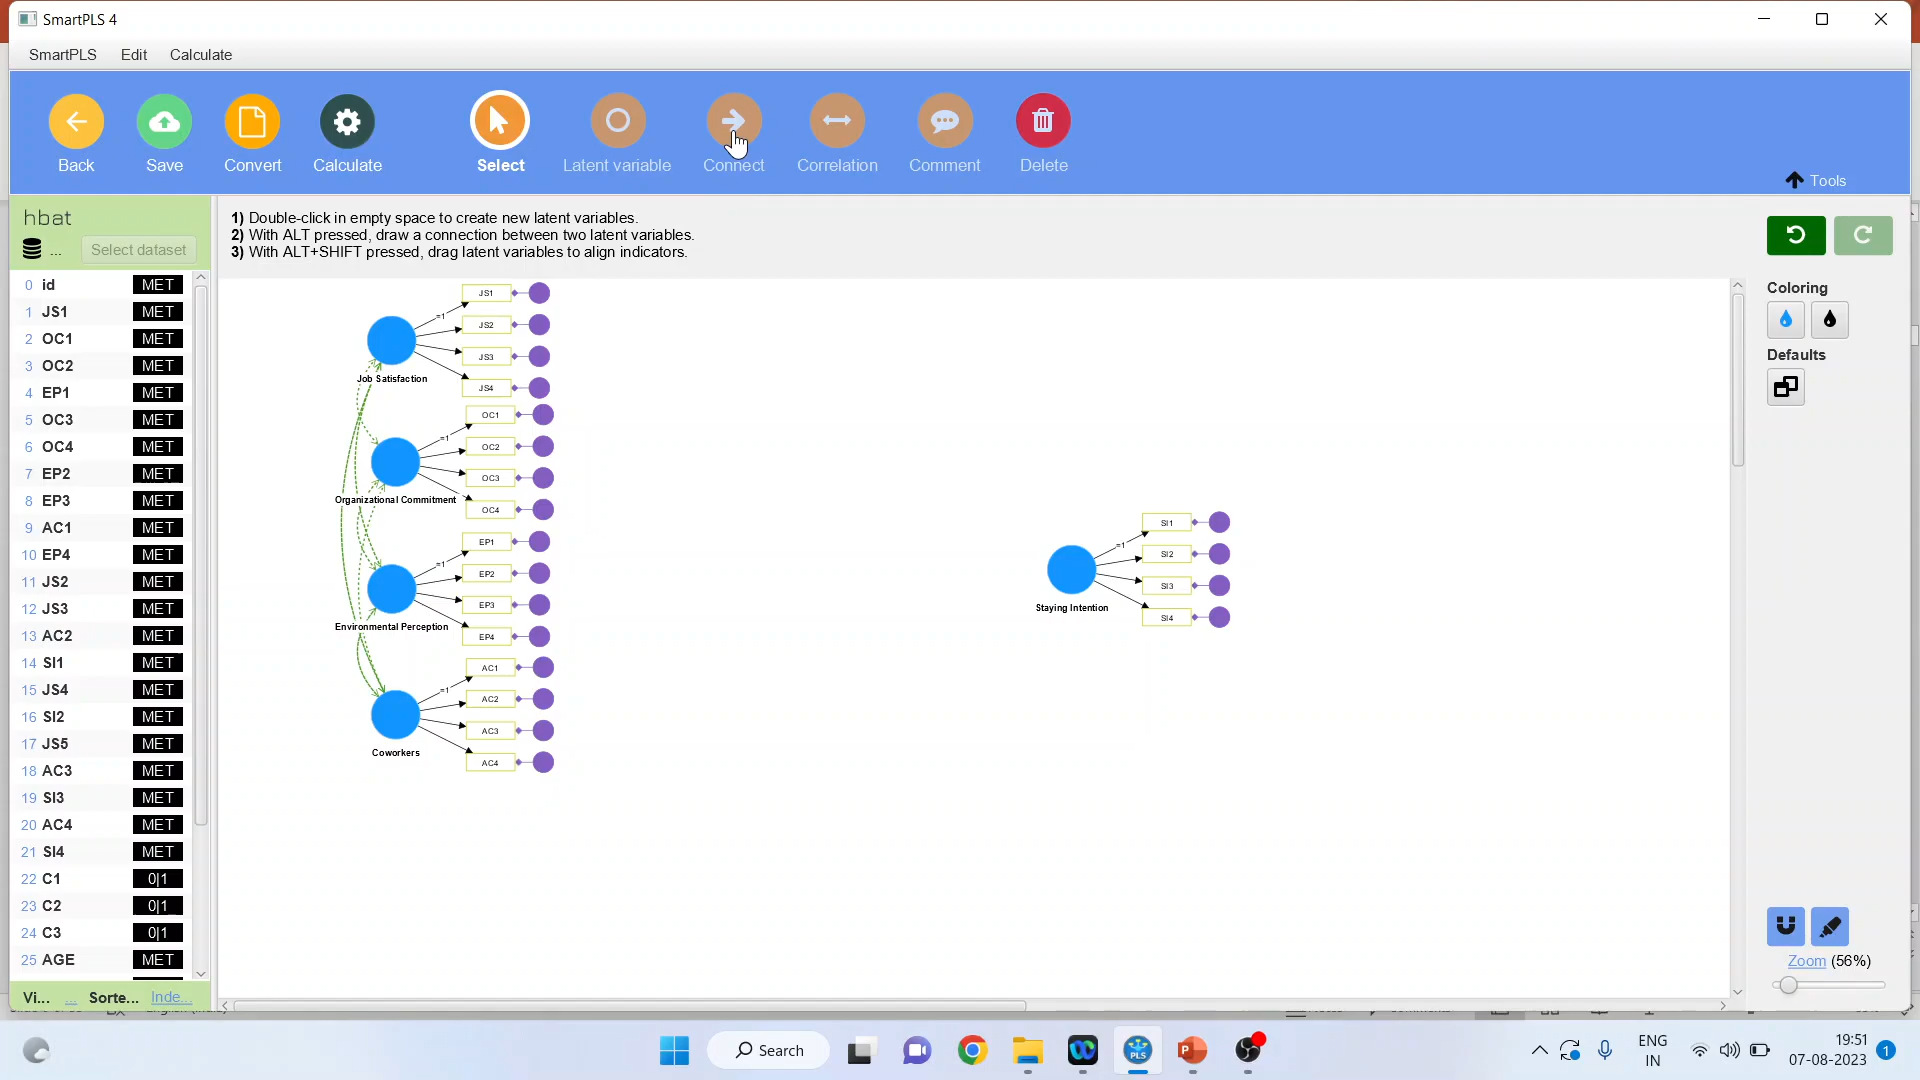 SmartPLS 4
SmartPLS Edit Calculate
Back Save Convert Calculate Select Latent variable Connect Correlation Comment Delete
Tools
hbat
... Select dataset
1) Double-click in empty space to create new latent variables.
2) With ALT pressed, draw a connection between two latent variables.
3) With ALT+SHIFT pressed, drag latent variables to align indicators.
0 id MET
1 JS1 MET
2 OC1 MET
3 OC2 MET
4 EP1 MET
5 OC3 MET
6 OC4 MET
7 EP2 MET
8 EP3 MET
9 AC1 MET
10 EP4 MET
11 JS2 MET
12 JS3 MET
13 AC2 MET
14 SI1 MET
15 JS4 MET
16 SI2 MET
17 JS5 MET
18 AC3 MET
19 SI3 MET
20 AC4 MET
21 SI4 MET
22 C1 0|1
23 C2 0|1
24 C3 0|1
25 AGE MET
Vi... ... Sorte... Inde...
=1
JS1
JS2
JS3
JS4
Job Satisfaction
=1
OC1
OC2
OC3
OC4
Organizational Commitment
=1
EP1
EP2
EP3
EP4
Environmental Perception
=1
AC1
AC2
AC3
AC4
Coworkers
=1
SI1
SI2
SI3
SI4
Staying Intention
Coloring
Defaults
Zoom (56%)
Search
PLS
P
ENG
IN
19:51
07-08-2023
1